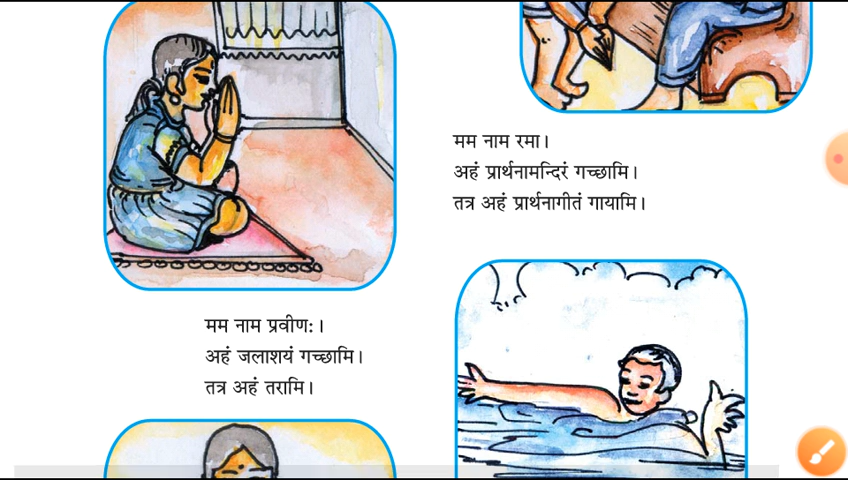 मम नाम रमा।
अहं प्रार्थनामन्दिरं गच्छामि।
तत्र अहं प्रार्थनागीतं गायामि।
मम नाम प्रवीण:।
अहं जलाशयं गच्छामि।
तत्र अहं तरामि।